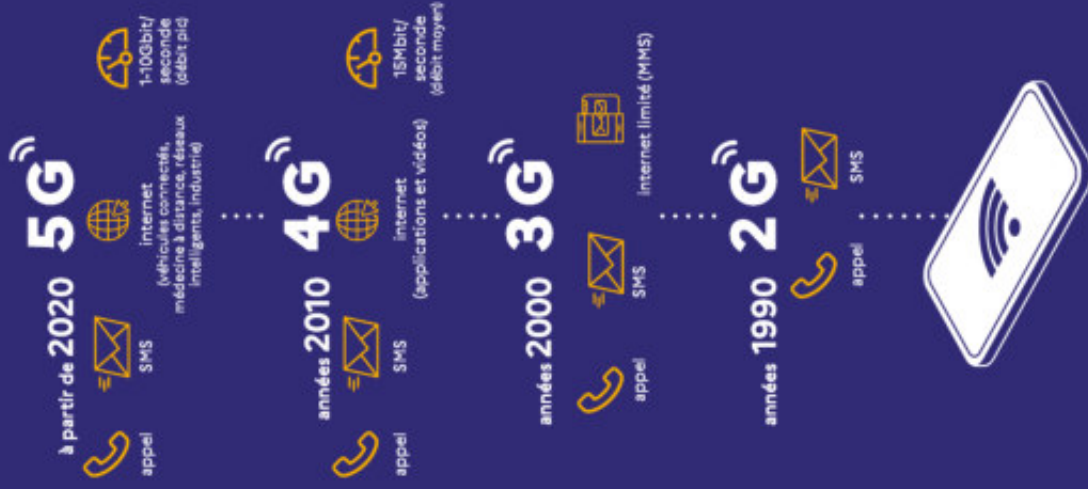 à partir de 2020 5G
appel
SMS
internet
(véhicules connectés,
médecine à distance, réseaux
intelligents, industrie)
1-10Gbit/
seconde
(débit pic)
années 2010 4G
appel
SMS
internet
(applications et vidéos)
15Mbit/
seconde
(débit moyen)
années 2000 3G
appel
SMS
internet limité (MMS)
années 1990 2G
appel
SMS